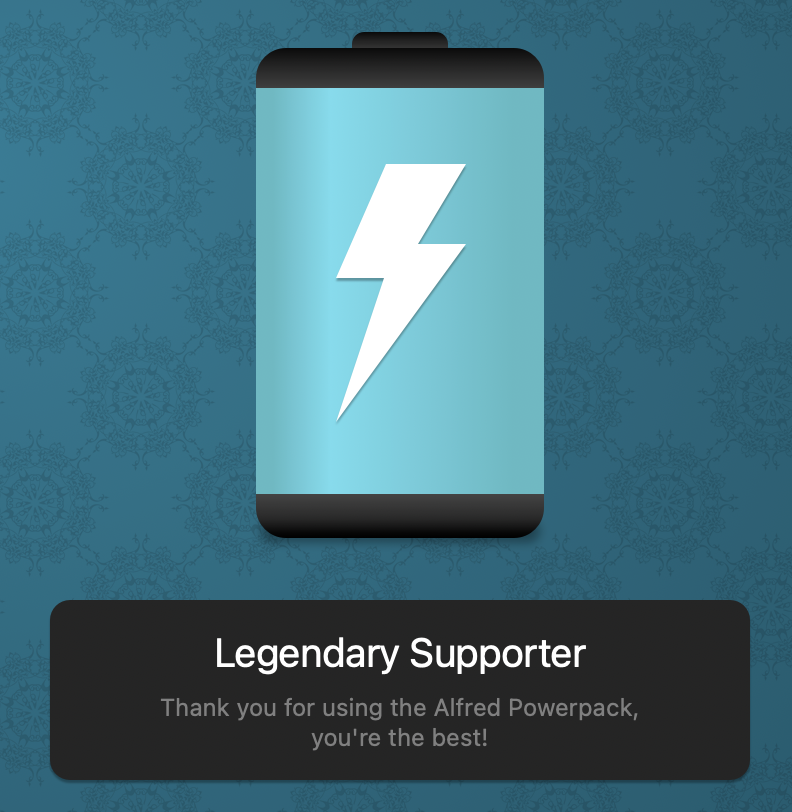 Legendary Supporter
Thank you for using the Alfred Powerpack,
you're the best!